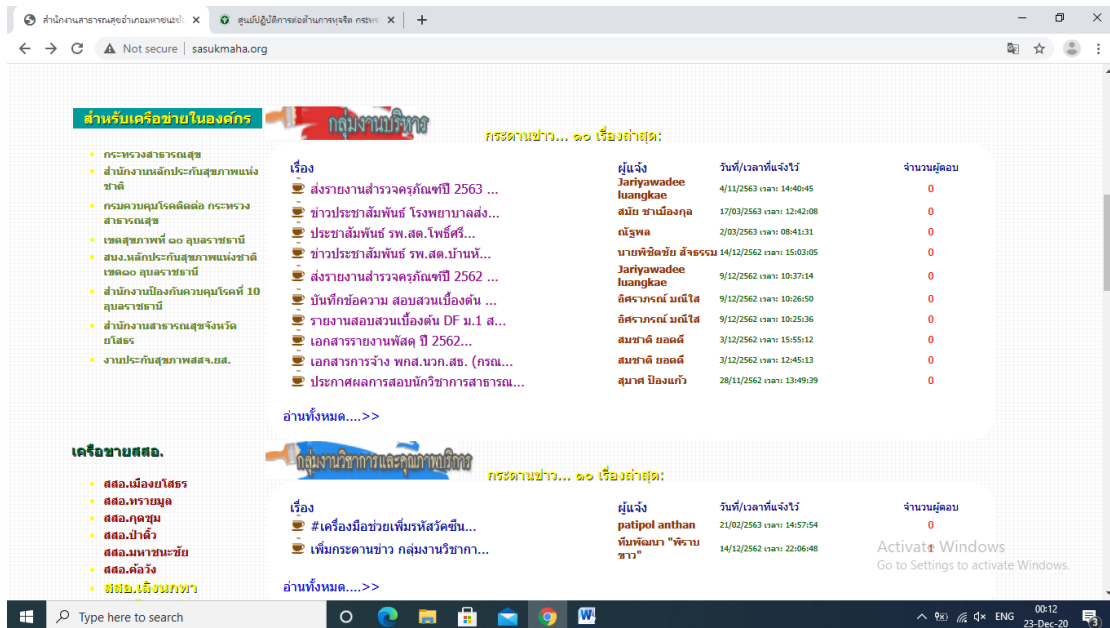 สำนักงานสาธารณสุขอำเภอมหาชนะชั
ศูนย์ปฏิบัติการต่อต้านการทุจริต กระทร
Not secure | sasukmaha.org
สำหรับเครือข่ายในองค์กร
กระทรวงสาธารณสุข
สำนักงานหลักประกันสุขภาพแห่ง
ชาติ
กรมควบคุมโรคติดต่อ กระทรวง
สาธารณสุข
เขตสุขภาพที่ ๑๐ อุบลราชธานี
สนง.หลักประกันสุขภาพแห่งชาติ
เขต๑๐ อุบลราชธานี
สำนักงานป้องกันควบคุมโรคที่ 10
อุบลราชธานี
สำนักงานสาธารณสุขจังหวัด
ยโสธร
งานประกันสุขภาพสสจ.ยส.
กลุ่มงานบริหาร
กระดานข่าว... ๑๐ เรื่องล่าสุด:
เรื่อง ผู้แจ้ง วันที่/เวลาที่แจ้งไว้ จำนวนผู้ตอบ
ส่งรายงานสำรวจครุภัณฑ์ปี 2563 ... Jariyawadee luangkae 4/11/2563 เวลา: 14:40:45 0
ข่าวประชาสัมพันธ์ โรงพยาบาลส่ง... สมัย ชาเมืองกุล 17/03/2563 เวลา: 12:42:08 0
ประชาสัมพันธ์ รพ.สต.โพธิ์ศรี... ณัฐพล 2/03/2563 เวลา: 08:41:31 0
ข่าวประชาสัมพันธ์ รพ.สต.บ้านหั... นายพิชิตชัย สัจธรรม 14/12/2562 เวลา: 15:03:05 0
ส่งรายงานสำรวจครุภัณฑ์ปี 2562 ... Jariyawadee luangkae 9/12/2562 เวลา: 10:37:14 0
บันทึกข้อความ สอบสวนเบื้องต้น ... อิศราภรณ์ มณีใส 9/12/2562 เวลา: 10:26:50 0
รายงานสอบสวนเบื้องต้น DF ม.1 ส... อิศราภรณ์ มณีใส 9/12/2562 เวลา: 10:25:36 0
เอกสารรายงานพัสดุ ปี 2562... สมชาติ ยอดดี 3/12/2562 เวลา: 15:55:12 0
เอกสารการจ้าง พกส.นวก.สธ. (กรณ... สมชาติ ยอดดี 3/12/2562 เวลา: 12:45:13 0
ประกาศผลการสอบนักวิชาการสาธารณ... สุมาศ ป้องแก้ว 28/11/2562 เวลา: 13:49:39 0
อ่านทั้งหมด....>>
เครือขายสสอ.
สสอ.เมืองยโสธร
สสอ.ทรายมูล
สสอ.กุดชุม
สสอ.ป่าติ้ว
สสอ.มหาชนะชัย
สสอ.ค้อวัง
สสอ.เลิงนกทา
กลุ่มงานวิชาการและคุณภาพบริการ
กระดานข่าว... ๑๐ เรื่องล่าสุด:
เรื่อง ผู้แจ้ง วันที่/เวลาที่แจ้งไว้ จำนวนผู้ตอบ
#เครื่องมือช่วยเพิ่มรหัสวัคซีน... patipol anthan 21/02/2563 เวลา: 14:57:54 0
เพิ่มกระดานข่าว กลุ่มงานวิชากา... ทีมพัฒนา "พิราบ ขาว" 14/12/2562 เวลา: 22:06:48
อ่านทั้งหมด....>>
Activate Windows
Go to Settings to activate Windows.
Type here to search
ENG
00:12
23-Dec-20
3